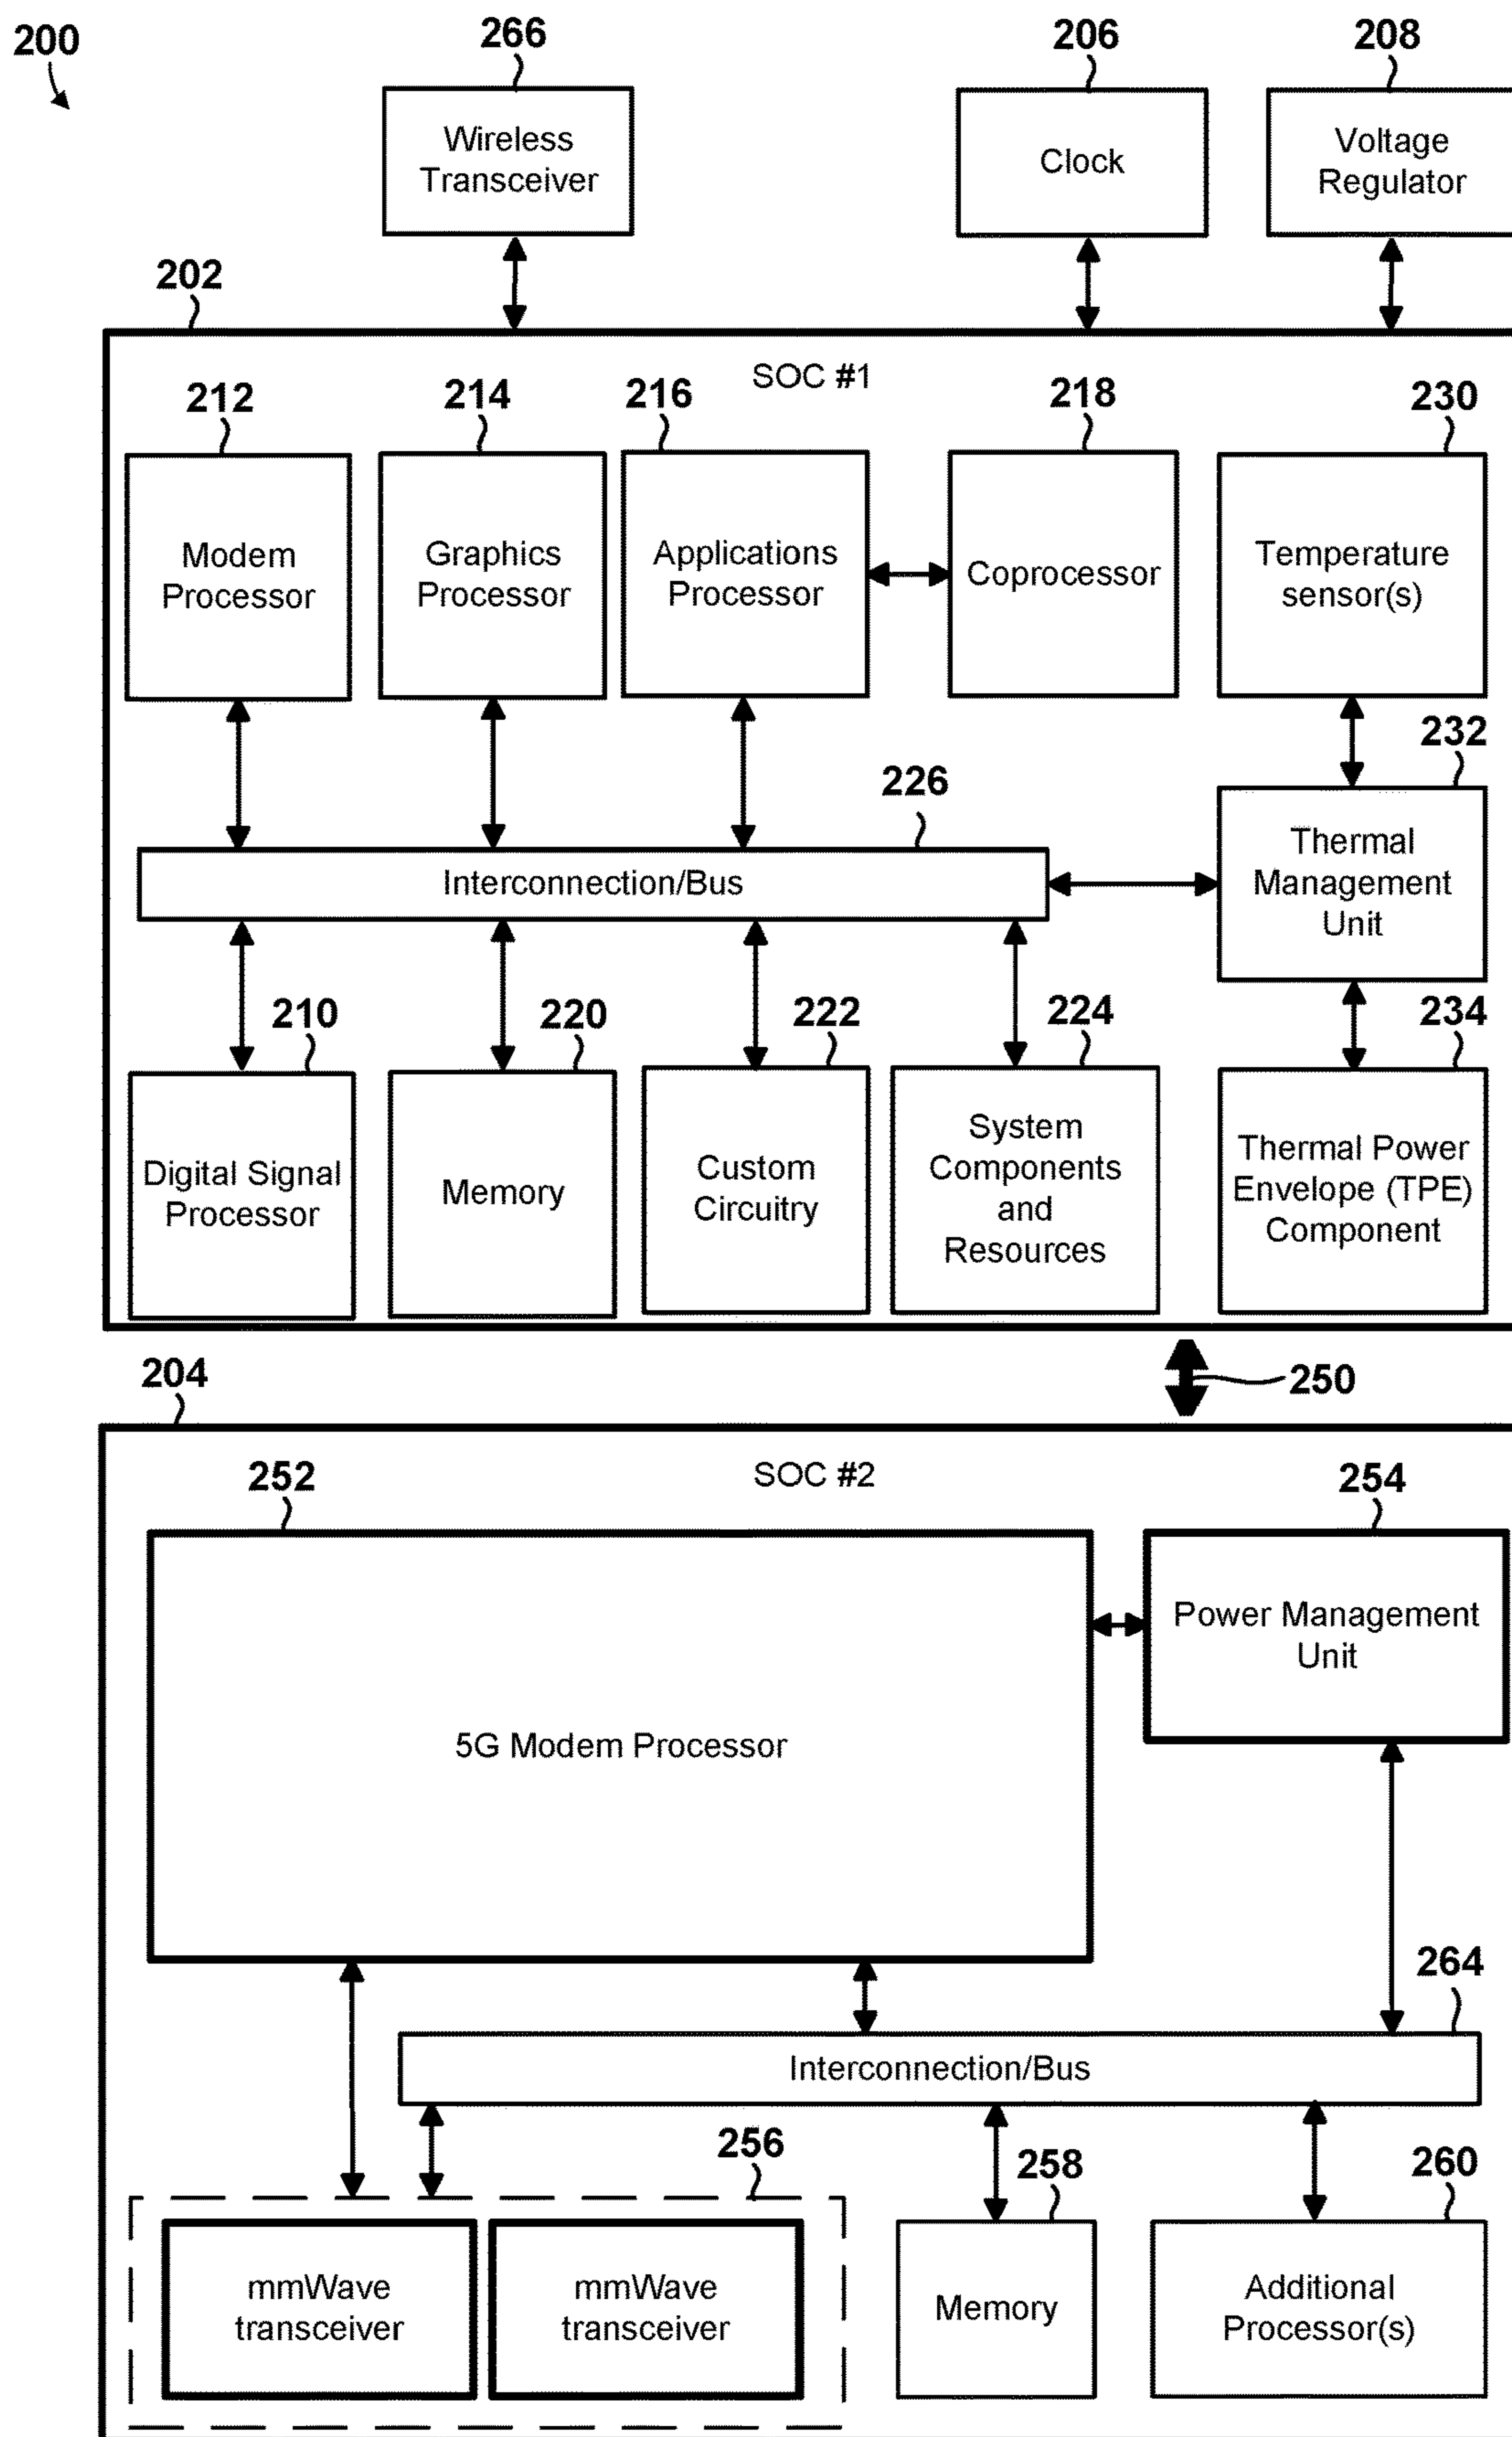 200
266
206
208
Wireless
Transceiver
Clock
Voltage
Regulator
202
SOC #1
212
214
216
218
230
Modem
Processor
Graphics
Processor
Applications
Processor
Coprocessor
Temperature
sensor(s)
232
226
Interconnection/Bus
Thermal
Management
Unit
210
220
222
224
234
Digital Signal
Processor
Memory
Custom
Circuitry
System
Components
and
Resources
Thermal Power
Envelope (TPE)
Component
204
250
SOC #2
252
254
5G Modem Processor
Power Management
Unit
264
Interconnection/Bus
256
258
260
mmWave
transceiver
mmWave
transceiver
Memory
Additional
Processor(s)